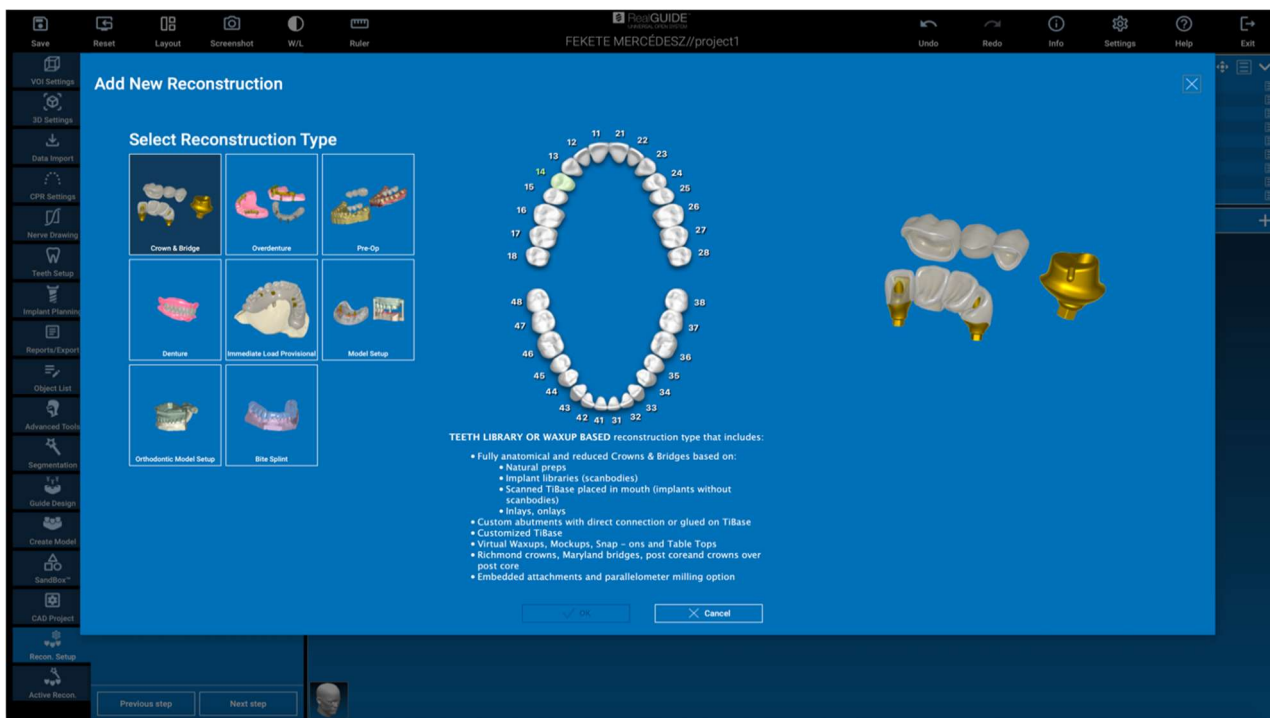 RealGUIDE
UNIVERSAL OPEN SYSTEM
Save
Reset
Layout
Screenshot
W/L
Ruler
FEKETE MERCÉDESZ//project1
Undo
Redo
Info
Settings
Help
Exit
VOI Settings
3D Settings
Data Import
CPR Settings
Nerve Drawing
Teeth Setup
Implant Planning
Reports/Export
Object List
Advanced Tools
Segmentation
Guide Design
Create Model
SandBox™
CAD Project
Recon. Setup
Active Recon.
Add New Reconstruction
Select Reconstruction Type
Crown & Bridge
Overdenture
Pre-Op
Denture
Immediate Load Provisional
Model Setup
Orthodontic Model Setup
Bite Splint
11 21
12 22
13 23
14 24
15 25
16 26
17 27
18 28
48 38
47 37
46 36
45 35
44 34
43 33
42 41 31 32
TEETH LIBRARY OR WAXUP BASED reconstruction type that includes:
• Fully anatomical and reduced Crowns & Bridges based on:
• Natural preps
• Implant libraries (scanbodies)
• Scanned TiBase placed in mouth (implants without
scanbodies)
• Inlays, onlays
• Custom abutments with direct connection or glued on TiBase
• Customized TiBase
• Virtual Waxups, Mockups, Snap – ons and Table Tops
• Richmond crowns, Maryland bridges, post coreand crowns over
post core
• Embedded attachments and parallelometer milling option
OK
Cancel
Previous step
Next step